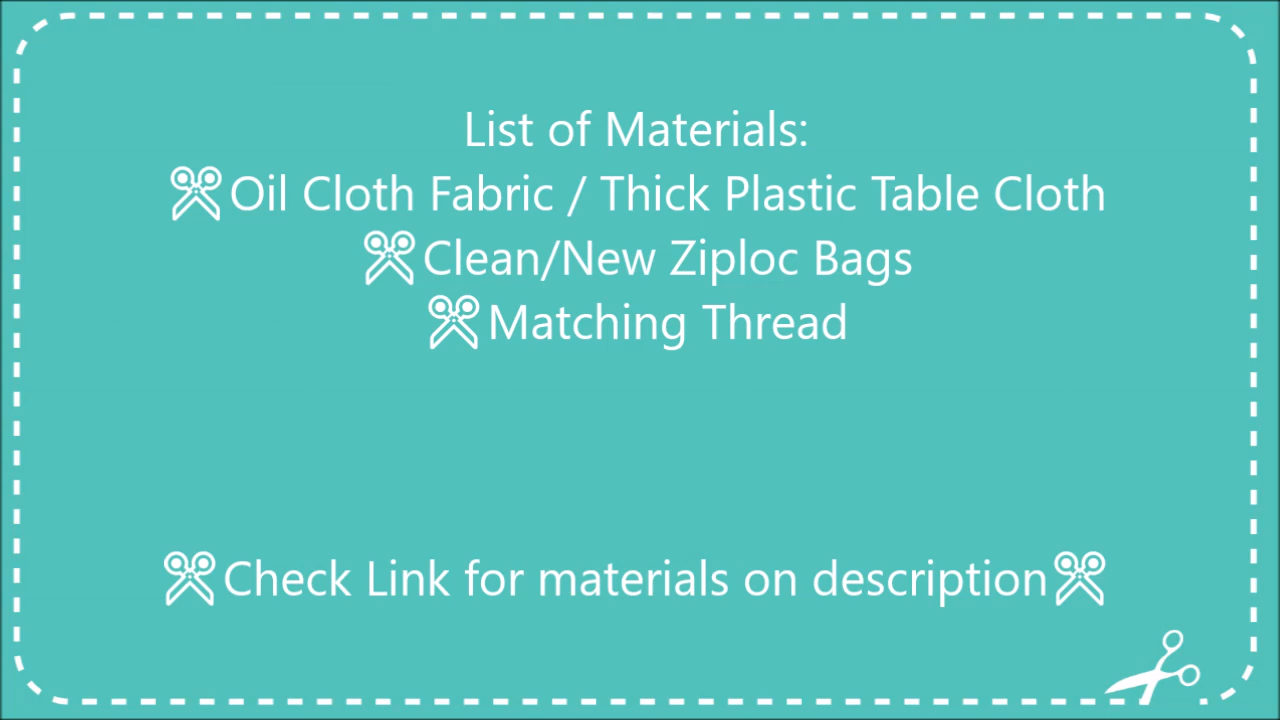 List of Materials:
Oil Cloth Fabric / Thick Plastic Table Cloth
Clean/New Ziploc Bags
Matching Thread
Check Link for materials on description